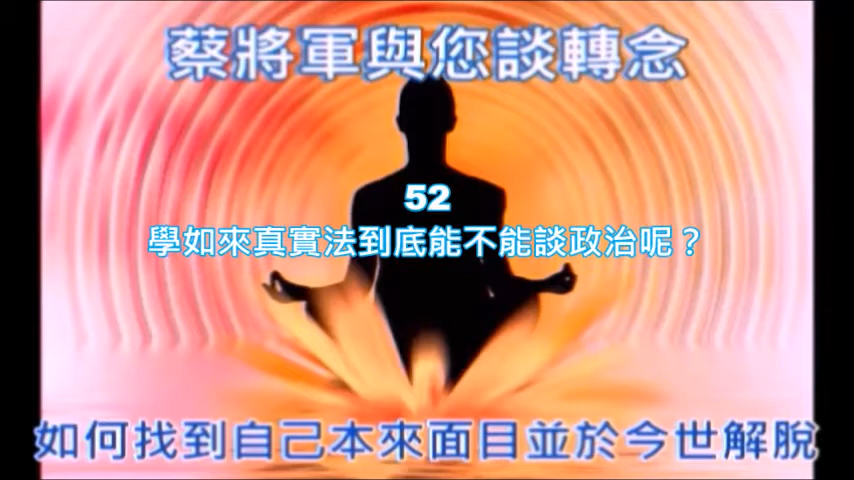 蔡將軍與您談轉念
52
學如來真實法到底能不能談政治呢？
如何找到自己本來面目並於今世解脫